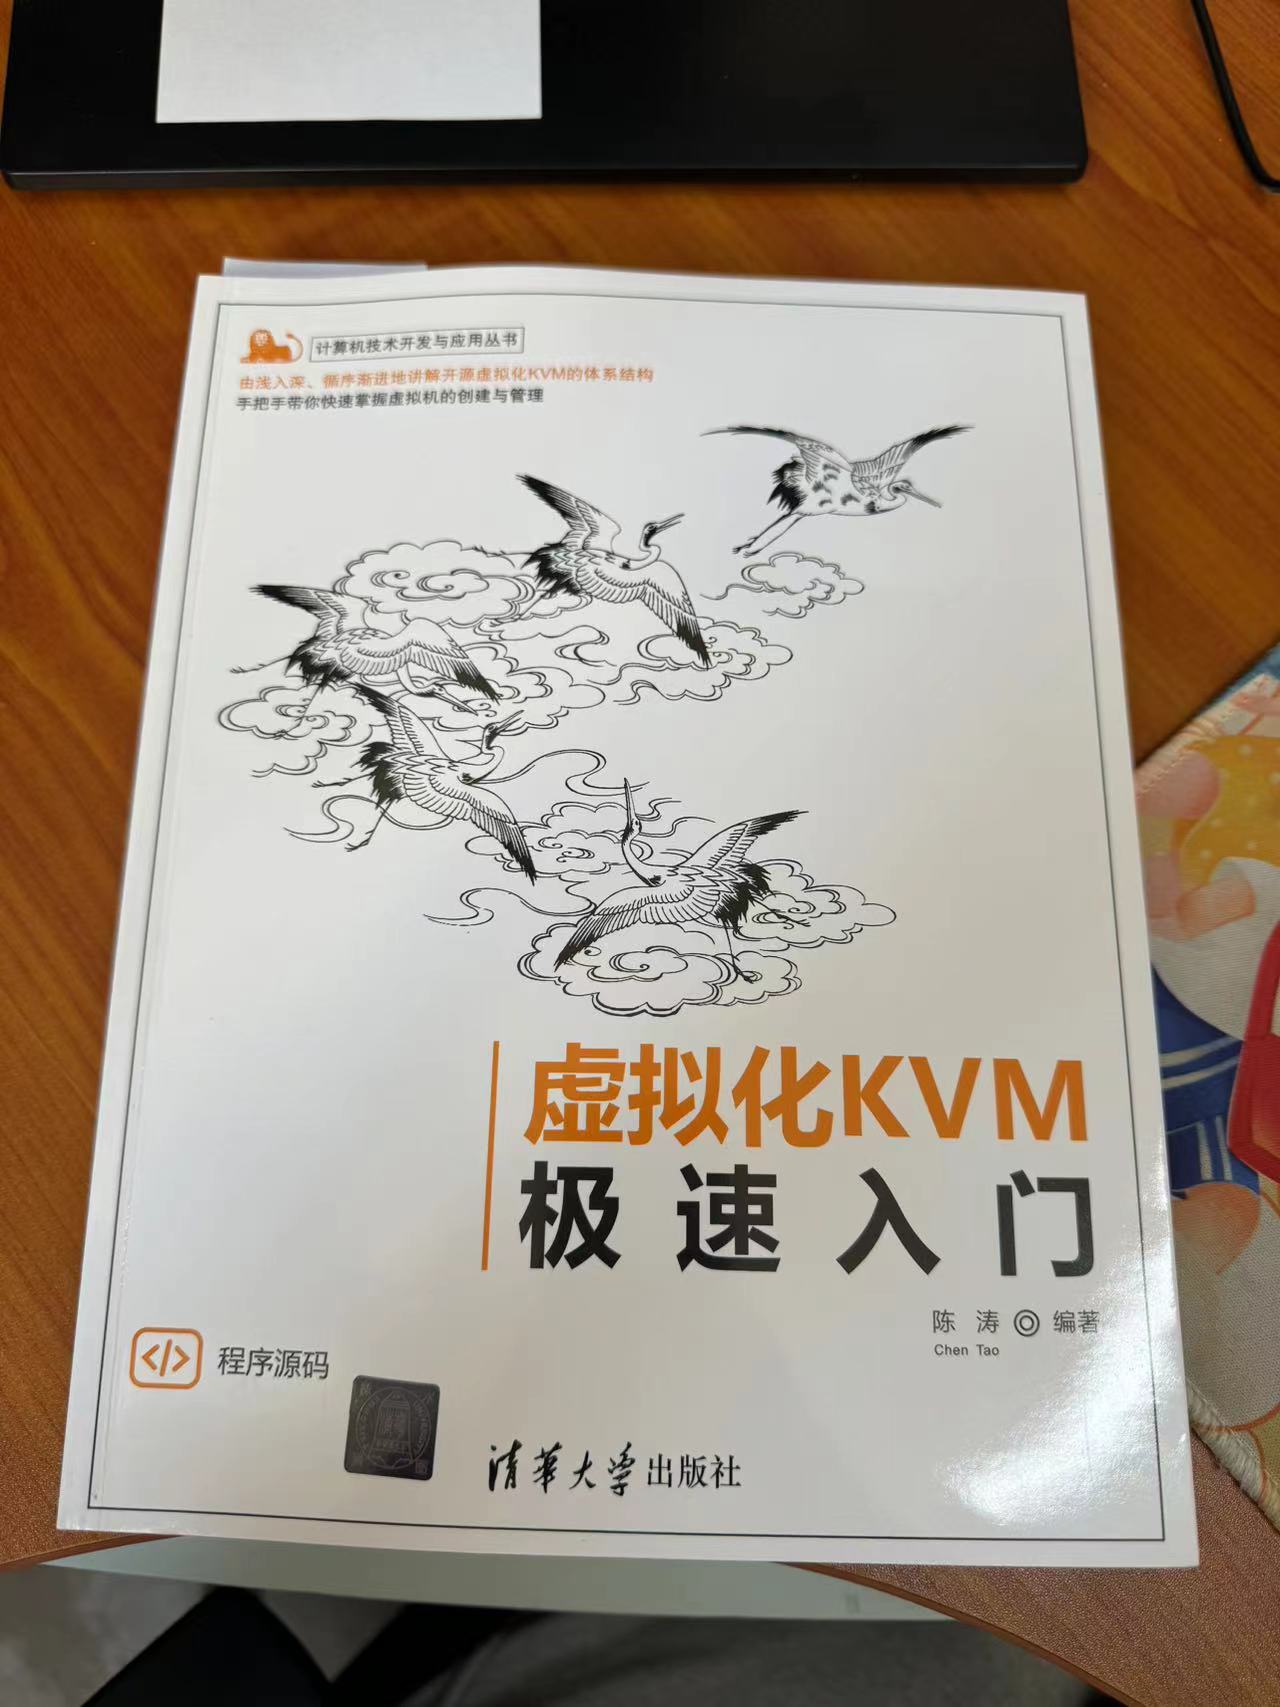 计算机技术开发与应用丛书
由浅入深、循序渐进地讲解开源虚拟化KVM的体系结构
手把手带你快速掌握虚拟机的创建与管理
虚拟化KVM
极速入门
陈 涛 ◎ 编著
Chen Tao
</> 程序源码
清华大学出版社